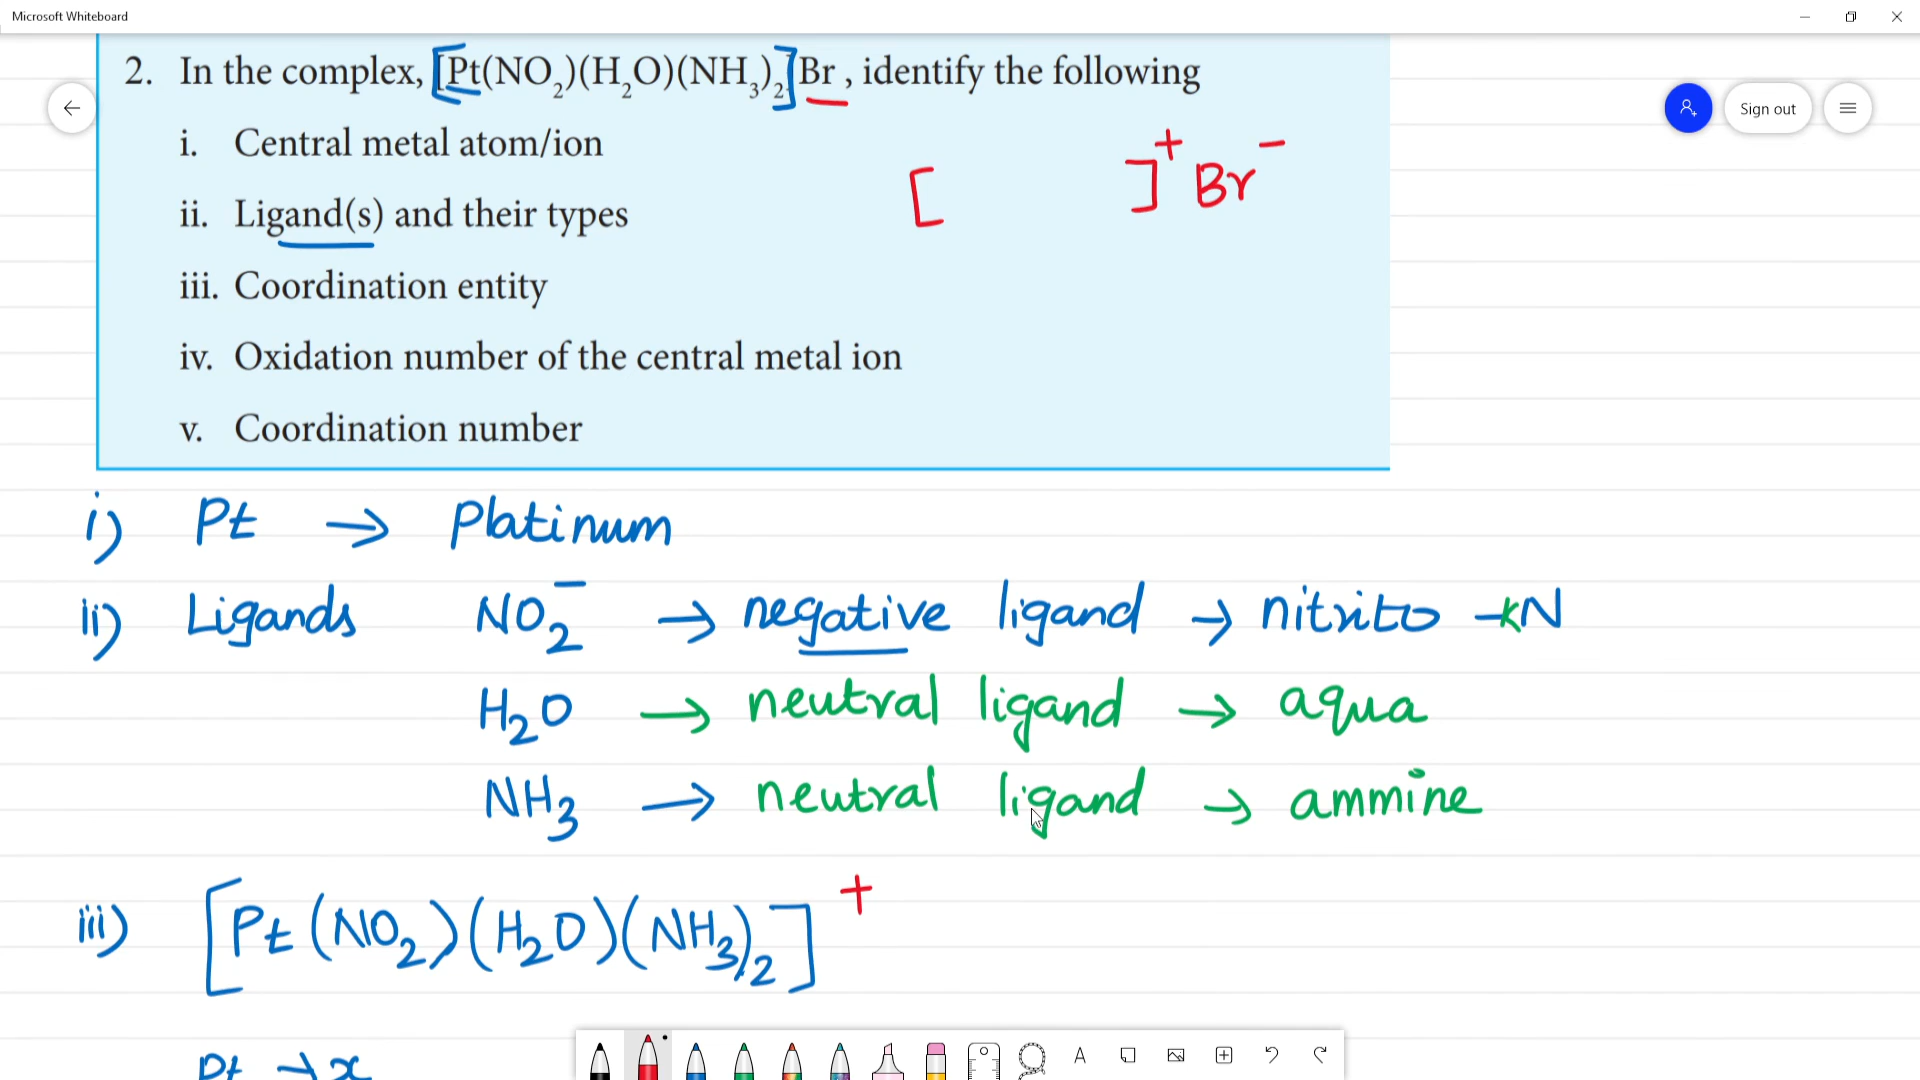 Microsoft Whiteboard
2. In the complex, [Pt(NO₂)(H₂O)(NH₃)₂]Br , identify the following
Sign out
i. Central metal atom/ion
[ ]⁺ Br⁻
ii. Ligand(s) and their types
iii. Coordination entity
iv. Oxidation number of the central metal ion
v. Coordination number
i) Pt → Platinum
ii) Ligands NO₂⁻ → negative ligand → nitrito -kN
H₂O → neutral ligand → aqua
NH₃ → neutral ligand → ammine
iii) [Pt(NO₂)(H₂O)(NH₃)₂]⁺
Pt → x
A